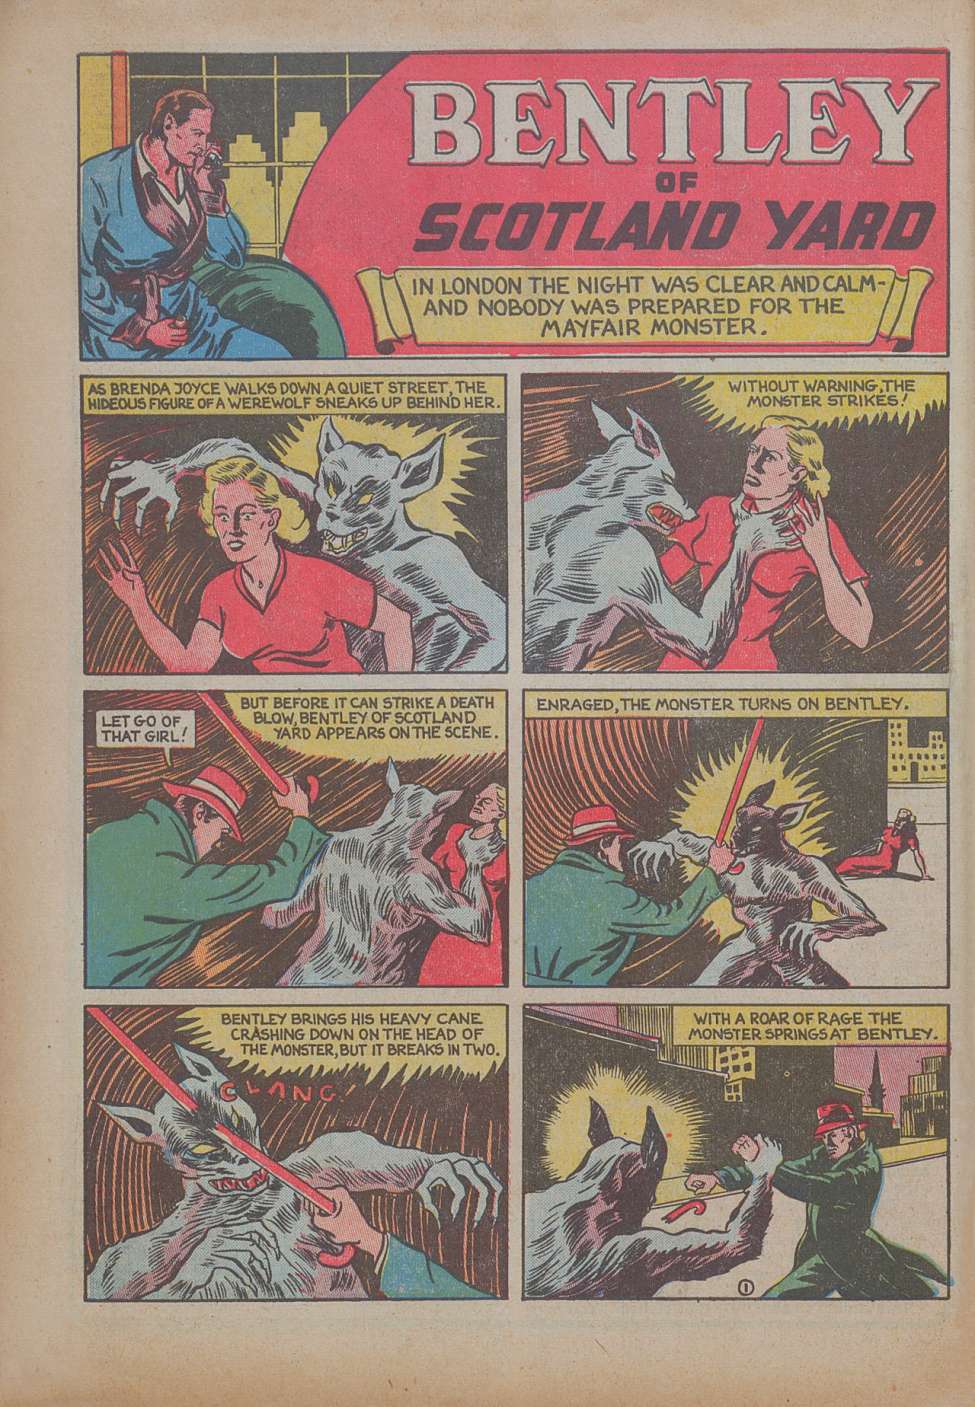 BENTLEY
OF
SCOTLAND YARD
IN LONDON THE NIGHT WAS CLEAR AND CALM-
AND NOBODY WAS PREPARED FOR THE
MAYFAIR MONSTER.
AS BRENDA JOYCE WALKS DOWN A QUIET STREET, THE
HIDEOUS FIGURE OF A WEREWOLF SNEAKS UP BEHIND HER.
WITHOUT WARNING, THE
MONSTER STRIKES!
LET GO OF
THAT GIRL!
BUT BEFORE IT CAN STRIKE A DEATH
BLOW, BENTLEY OF SCOTLAND
YARD APPEARS ON THE SCENE.
ENRAGED, THE MONSTER TURNS ON BENTLEY.
BENTLEY BRINGS HIS HEAVY CANE
CRASHING DOWN ON THE HEAD OF
THE MONSTER, BUT IT BREAKS IN TWO.
CLANG!
WITH A ROAR OF RAGE THE
MONSTER SPRINGS AT BENTLEY.
1